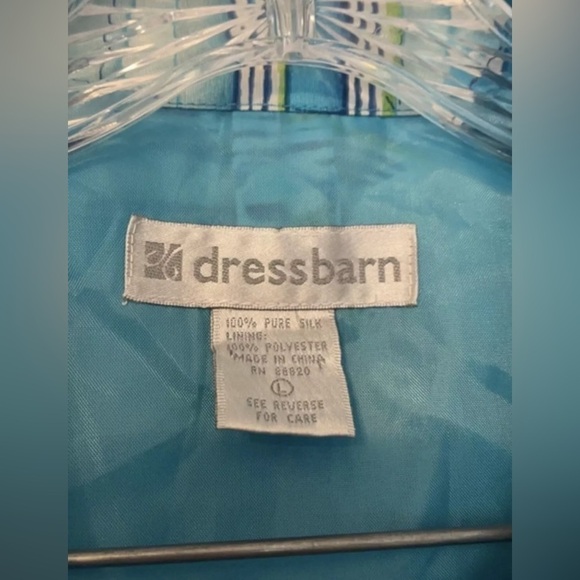 dressbarn
100% PURE SILK
LINING:
100% POLYESTER
MADE IN CHINA
RN 88820
L
SEE REVERSE
FOR CARE